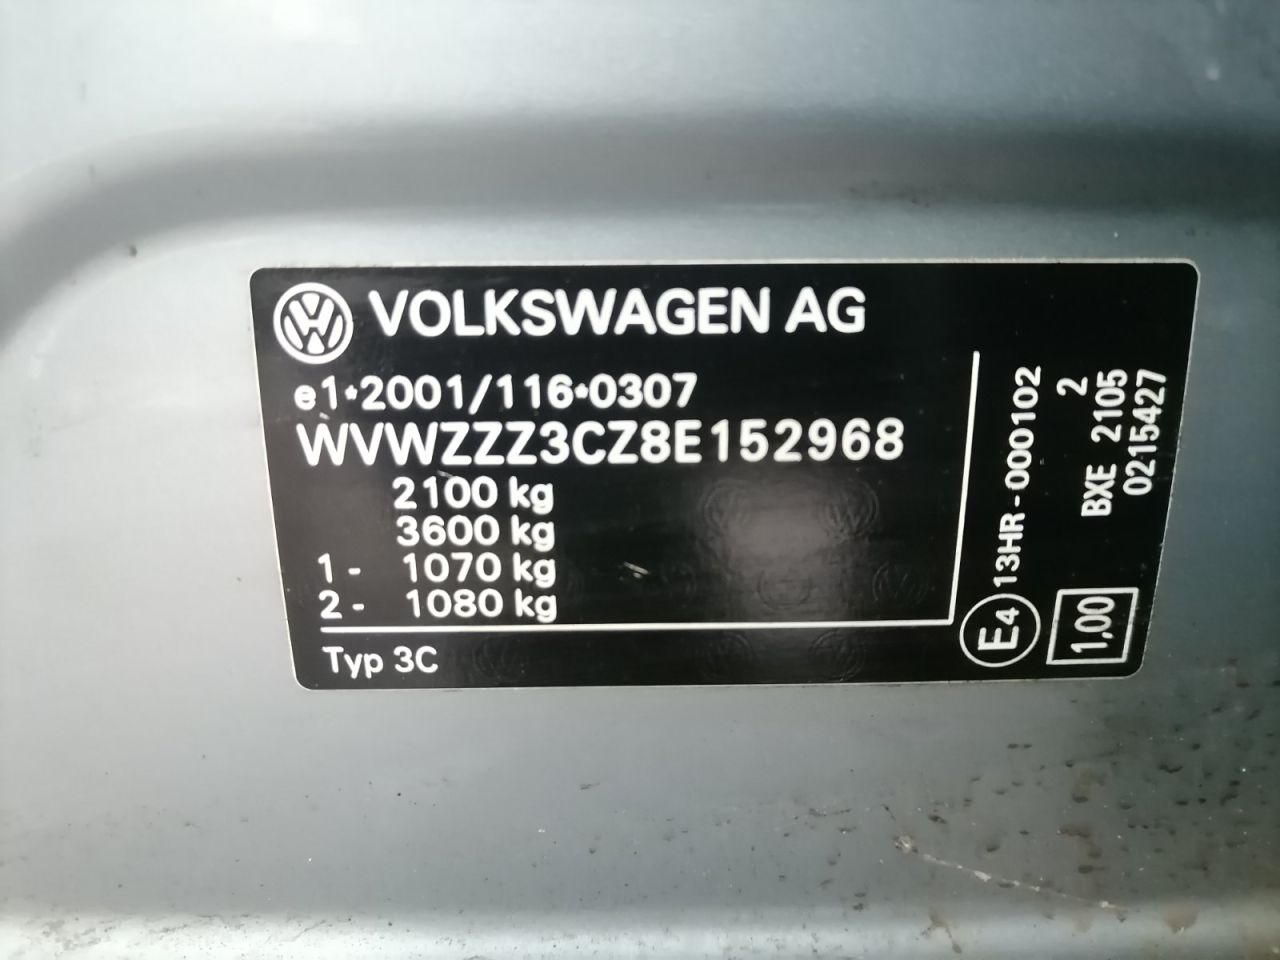 VOLKSWAGEN AG
e1*2001/116*0307
WVWZZZ3CZ8E152968
2100 kg
3600 kg
1 - 1070 kg
2 - 1080 kg
Typ 3C
E4 13HR - 000102
2
BXE 2105
0215427
1,00